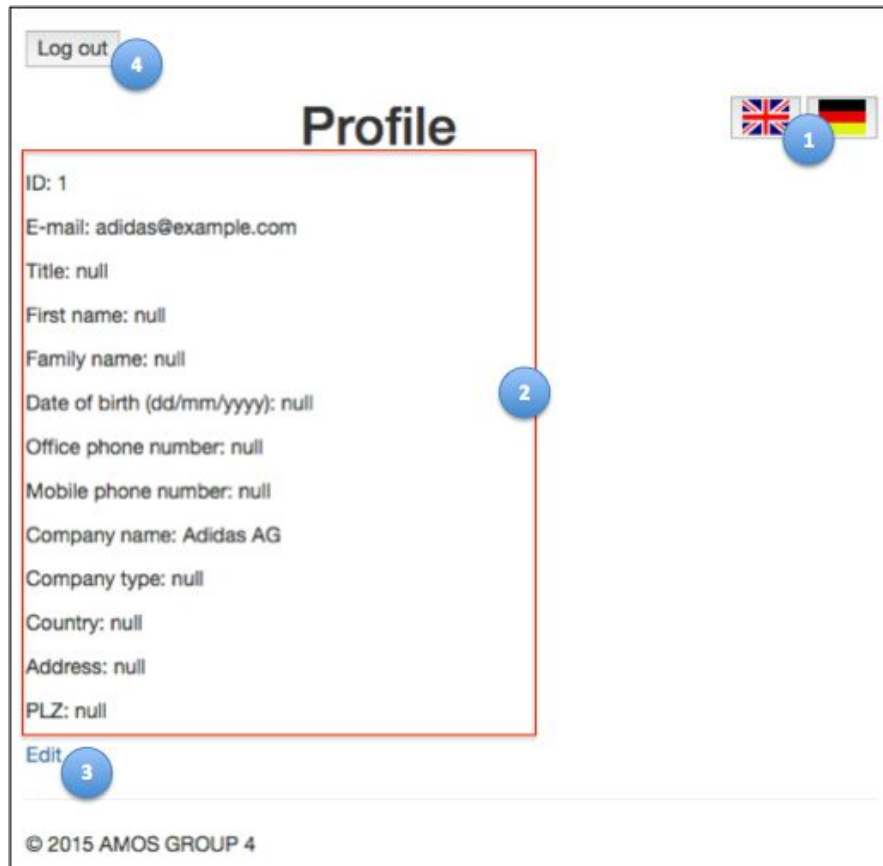 Log out
4
Profile
1
ID: 1
E-mail: adidas@example.com
Title: null
First name: null
Family name: null
2
Date of birth (dd/mm/yyyy): null
Office phone number: null
Mobile phone number: null
Company name: Adidas AG
Company type: null
Country: null
Address: null
PLZ: null
Edit
3
© 2015 AMOS GROUP 4